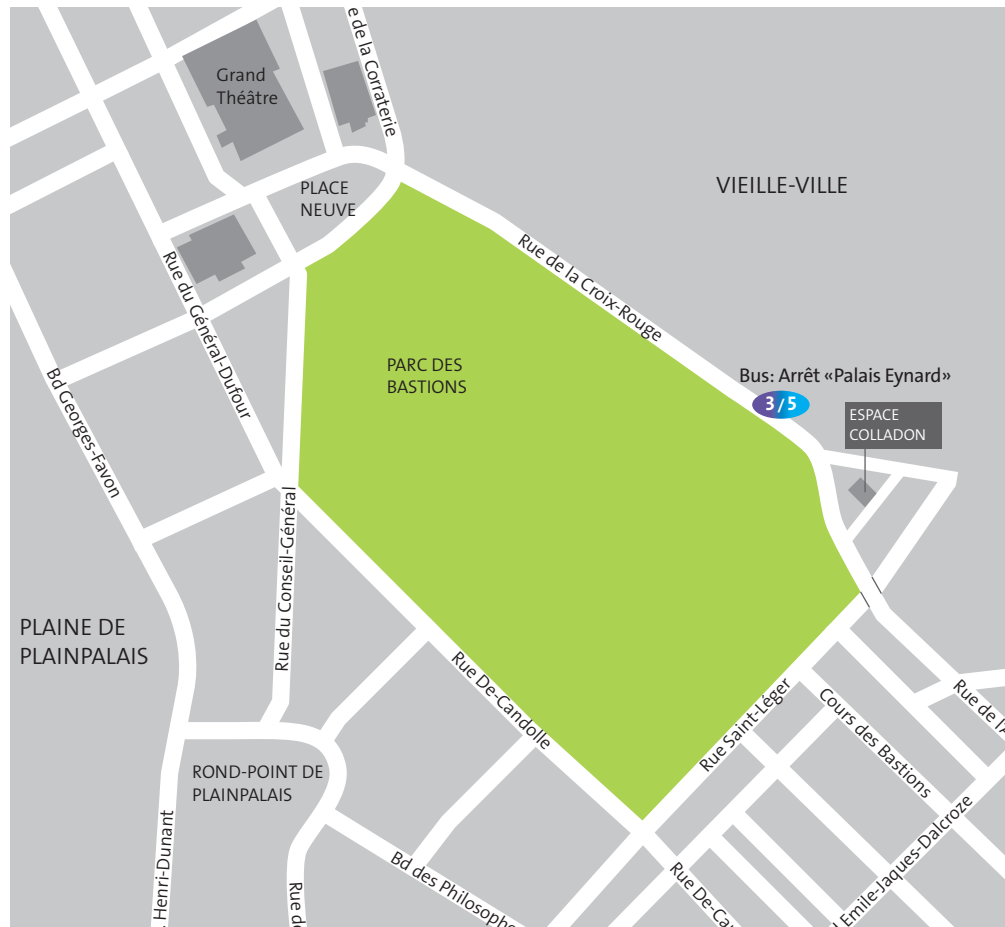 e de la Corraterie
Grand
Théâtre
PLACE
NEUVE
VIEILLE-VILLE
Rue de la Croix-Rouge
Rue du Général-Dufour
PARC DES
BASTIONS
Bus: Arrêt «Palais Eynard»
3/5
ESPACE
COLLADON
Bd Georges-Favon
Rue du Conseil-Général
PLAINE DE
PLAINPALAIS
Rue De-Candolle
Rue Saint-Léger
Cours des Bastions
Rue de l'A
ROND-POINT DE
PLAINPALAIS
Henri-Dunant
Rue de
Bd des Philosophe
Rue De-Ca
Emile-Jaques-Dalcroze